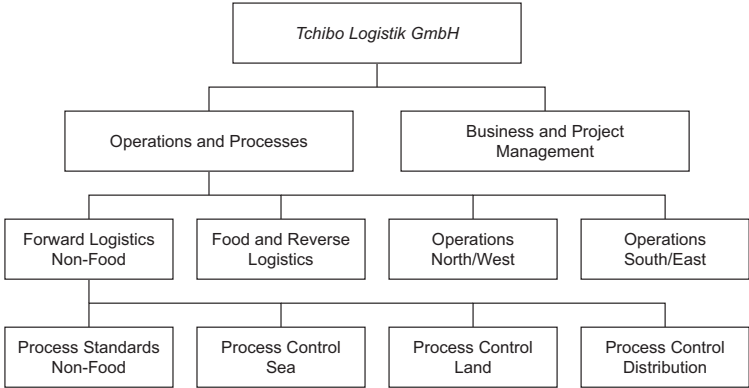 Tchibo Logistik GmbH
Operations and Processes
Business and Project
Management
Forward Logistics
Non-Food
Food and Reverse
Logistics
Operations
North/West
Operations
South/East
Process Standards
Non-Food
Process Control
Sea
Process Control
Land
Process Control
Distribution